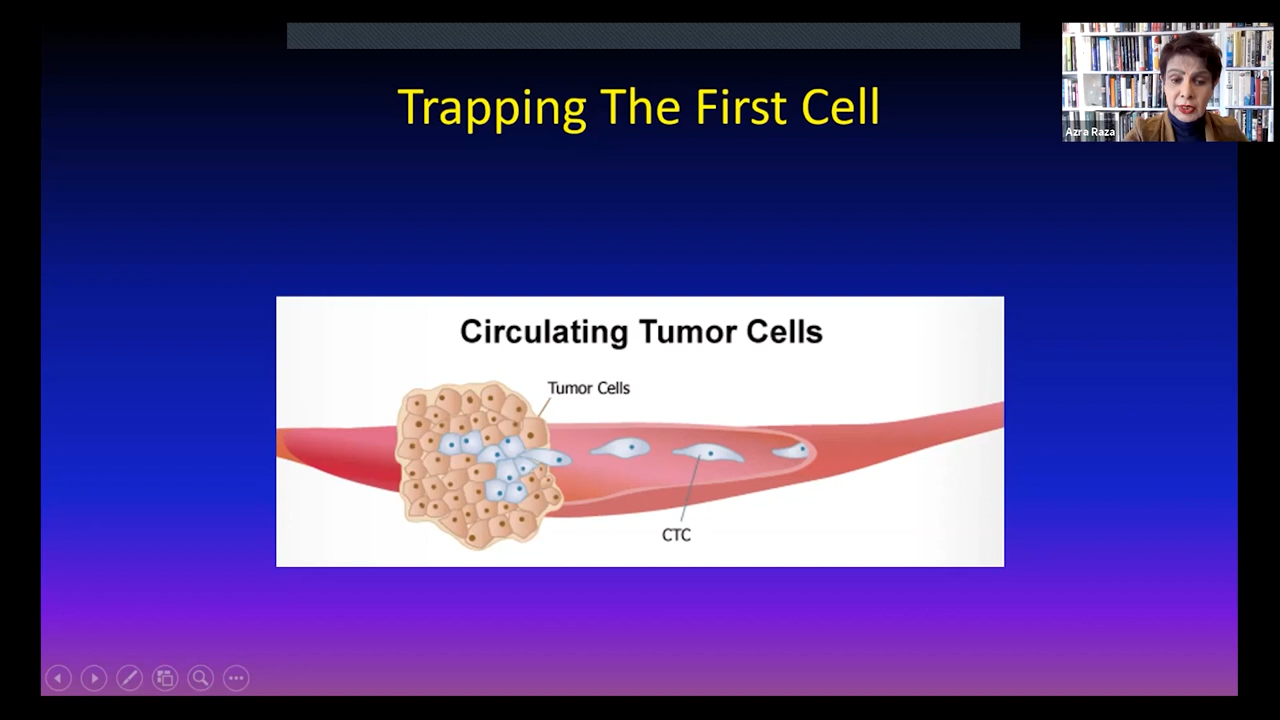 Trapping The First Cell
Azra Raza
Circulating Tumor Cells
Tumor Cells
CTC